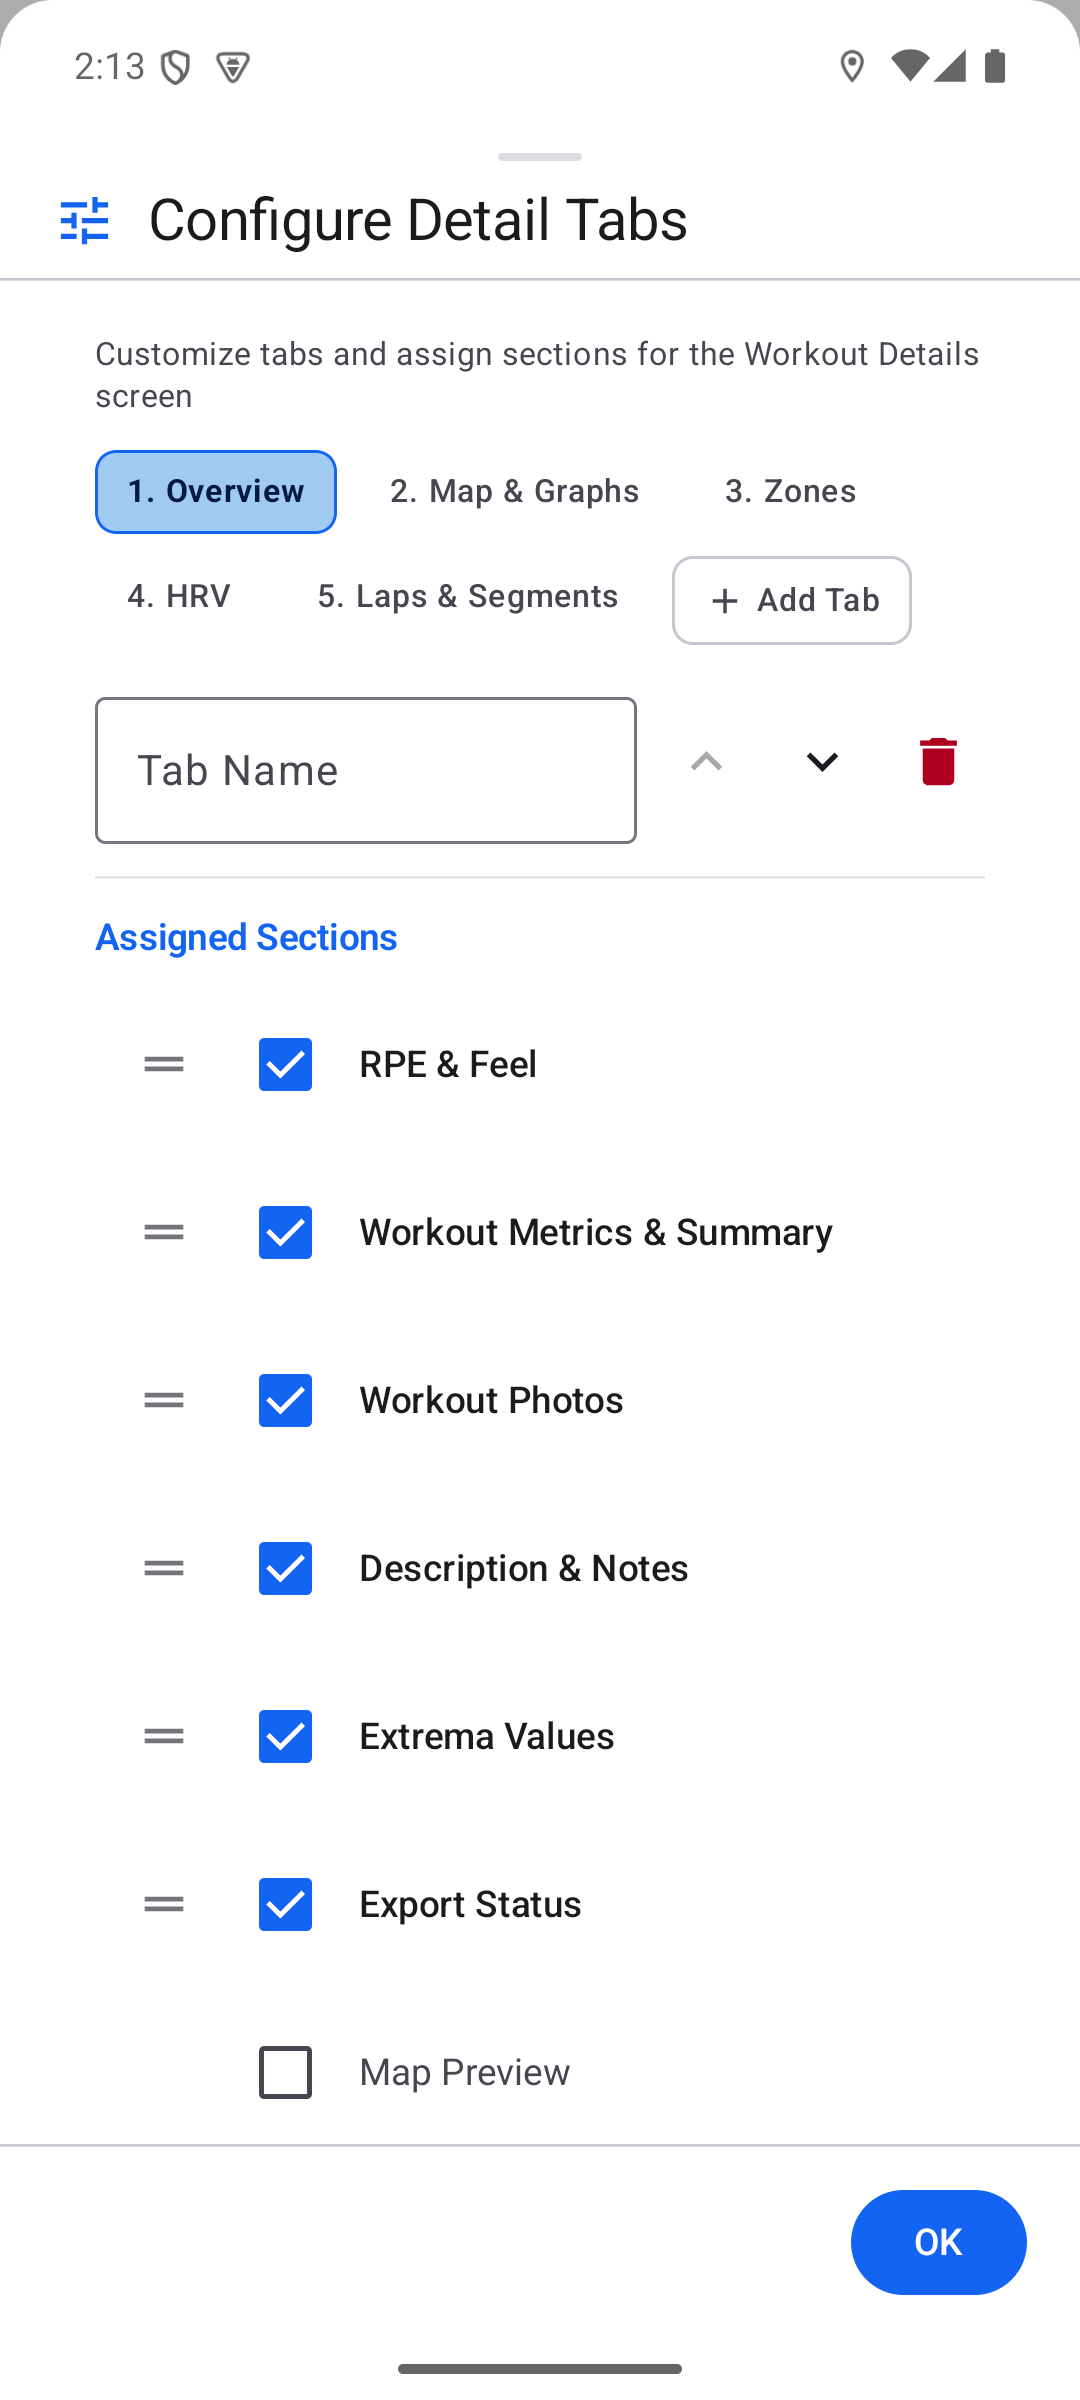 2:13
Configure Detail Tabs
Customize tabs and assign sections for the Workout Details
screen
1. Overview
2. Map & Graphs
3. Zones
4. HRV
5. Laps & Segments
+ Add Tab
Tab Name
Assigned Sections
RPE & Feel
Workout Metrics & Summary
Workout Photos
Description & Notes
Extrema Values
Export Status
Map Preview
OK